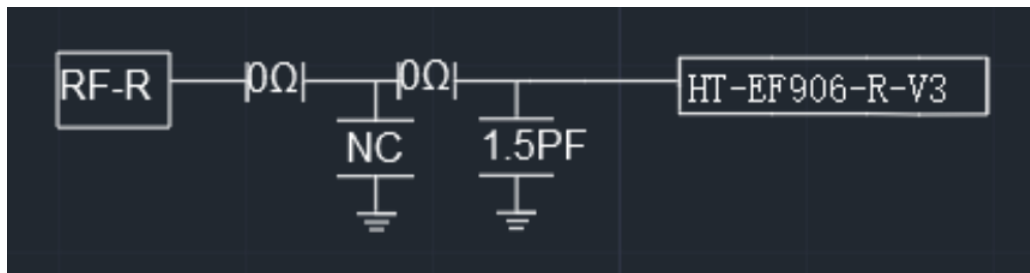 RF-R
0Ω
0Ω
HT-EF906-R-V3
NC
1.5PF